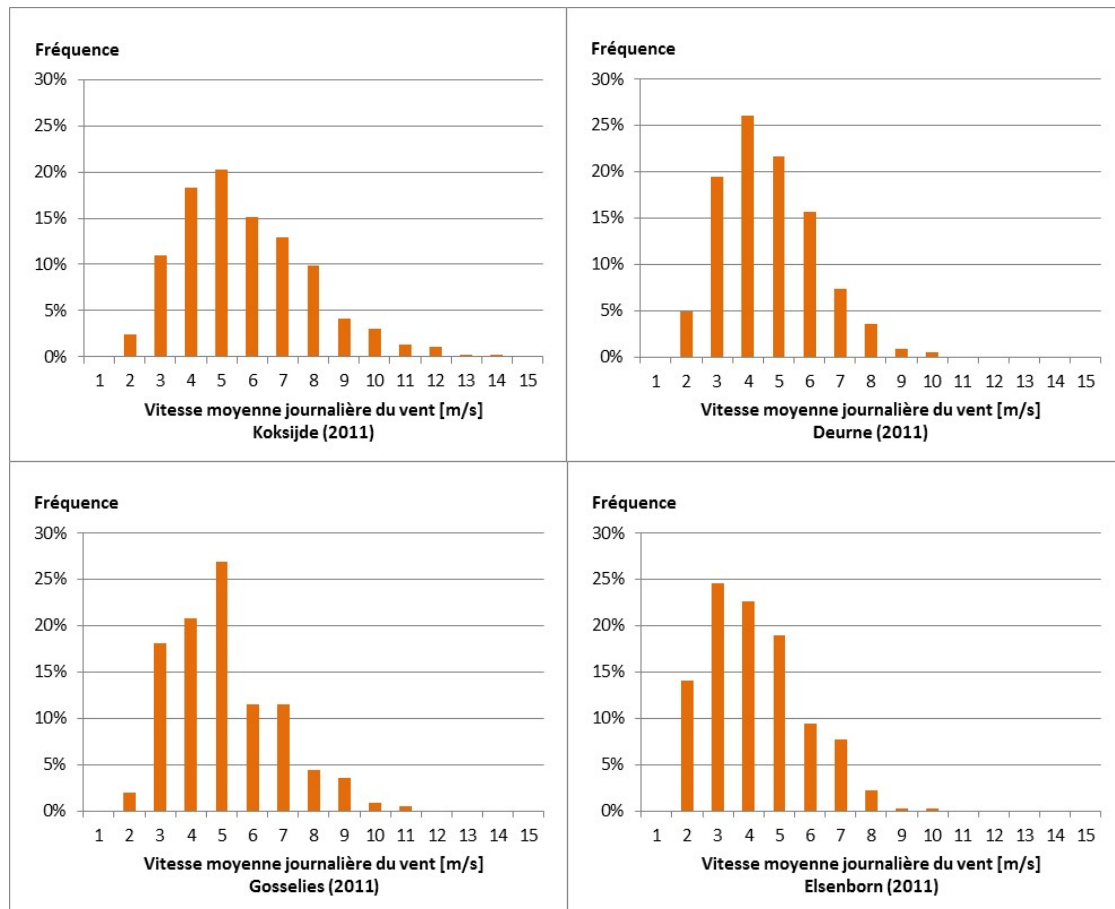 Fréquence
30%
25%
20%
15%
10%
5%
0%
1 2 3 4 5 6 7 8 9 10 11 12 13 14 15
Vitesse moyenne journalière du vent [m/s]
Koksijde (2011)
Fréquence
30%
25%
20%
15%
10%
5%
0%
1 2 3 4 5 6 7 8 9 10 11 12 13 14 15
Vitesse moyenne journalière du vent [m/s]
Deurne (2011)
Fréquence
30%
25%
20%
15%
10%
5%
0%
1 2 3 4 5 6 7 8 9 10 11 12 13 14 15
Vitesse moyenne journalière du vent [m/s]
Gosselies (2011)
Fréquence
30%
25%
20%
15%
10%
5%
0%
1 2 3 4 5 6 7 8 9 10 11 12 13 14 15
Vitesse moyenne journalière du vent [m/s]
Elsenborn (2011)